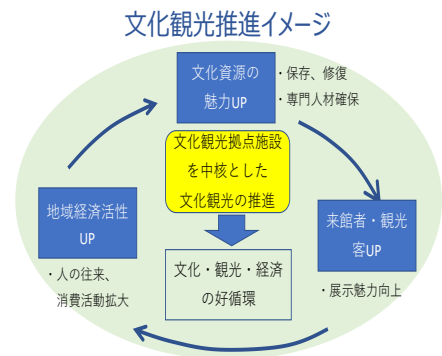 文化観光推進イメージ
文化資源の
魅力UP
・保存、修復
・専門人材確保
文化観光拠点施設
を中核とした
文化観光の推進
地域経済活性
UP
・人の往来、
消費活動拡大
来館者・観光
客UP
・展示魅力向上
文化・観光・経済
の好循環